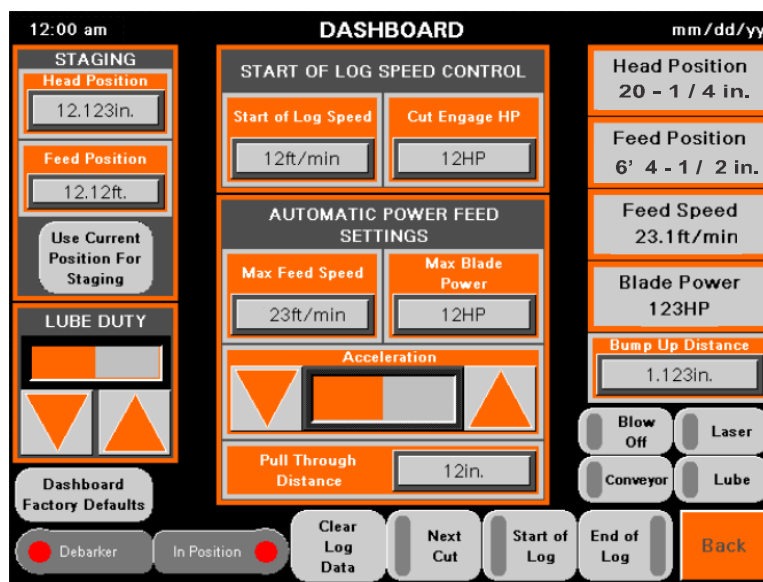 12:00 am
DASHBOARD
mm/dd/yy
STAGING
Head Position
12.123in.
Feed Position
12.12ft.
Use Current
Position For
Staging
LUBE DUTY
Dashboard
Factory Defaults
START OF LOG SPEED CONTROL
Start of Log Speed
12ft/min
Cut Engage HP
12HP
AUTOMATIC POWER FEED
SETTINGS
Max Feed Speed
23ft/min
Max Blade
Power
12HP
Acceleration
Pull Through
Distance
12in.
Head Position
20 - 1 / 4 in.
Feed Position
6' 4 - 1 / 2 in.
Feed Speed
23.1ft/min
Blade Power
123HP
Bump Up Distance
1.123in.
Blow
Off
Laser
Conveyor
Lube
Debarker
In Position
Clear
Log
Data
Next
Cut
Start of
Log
End of
Log
Back